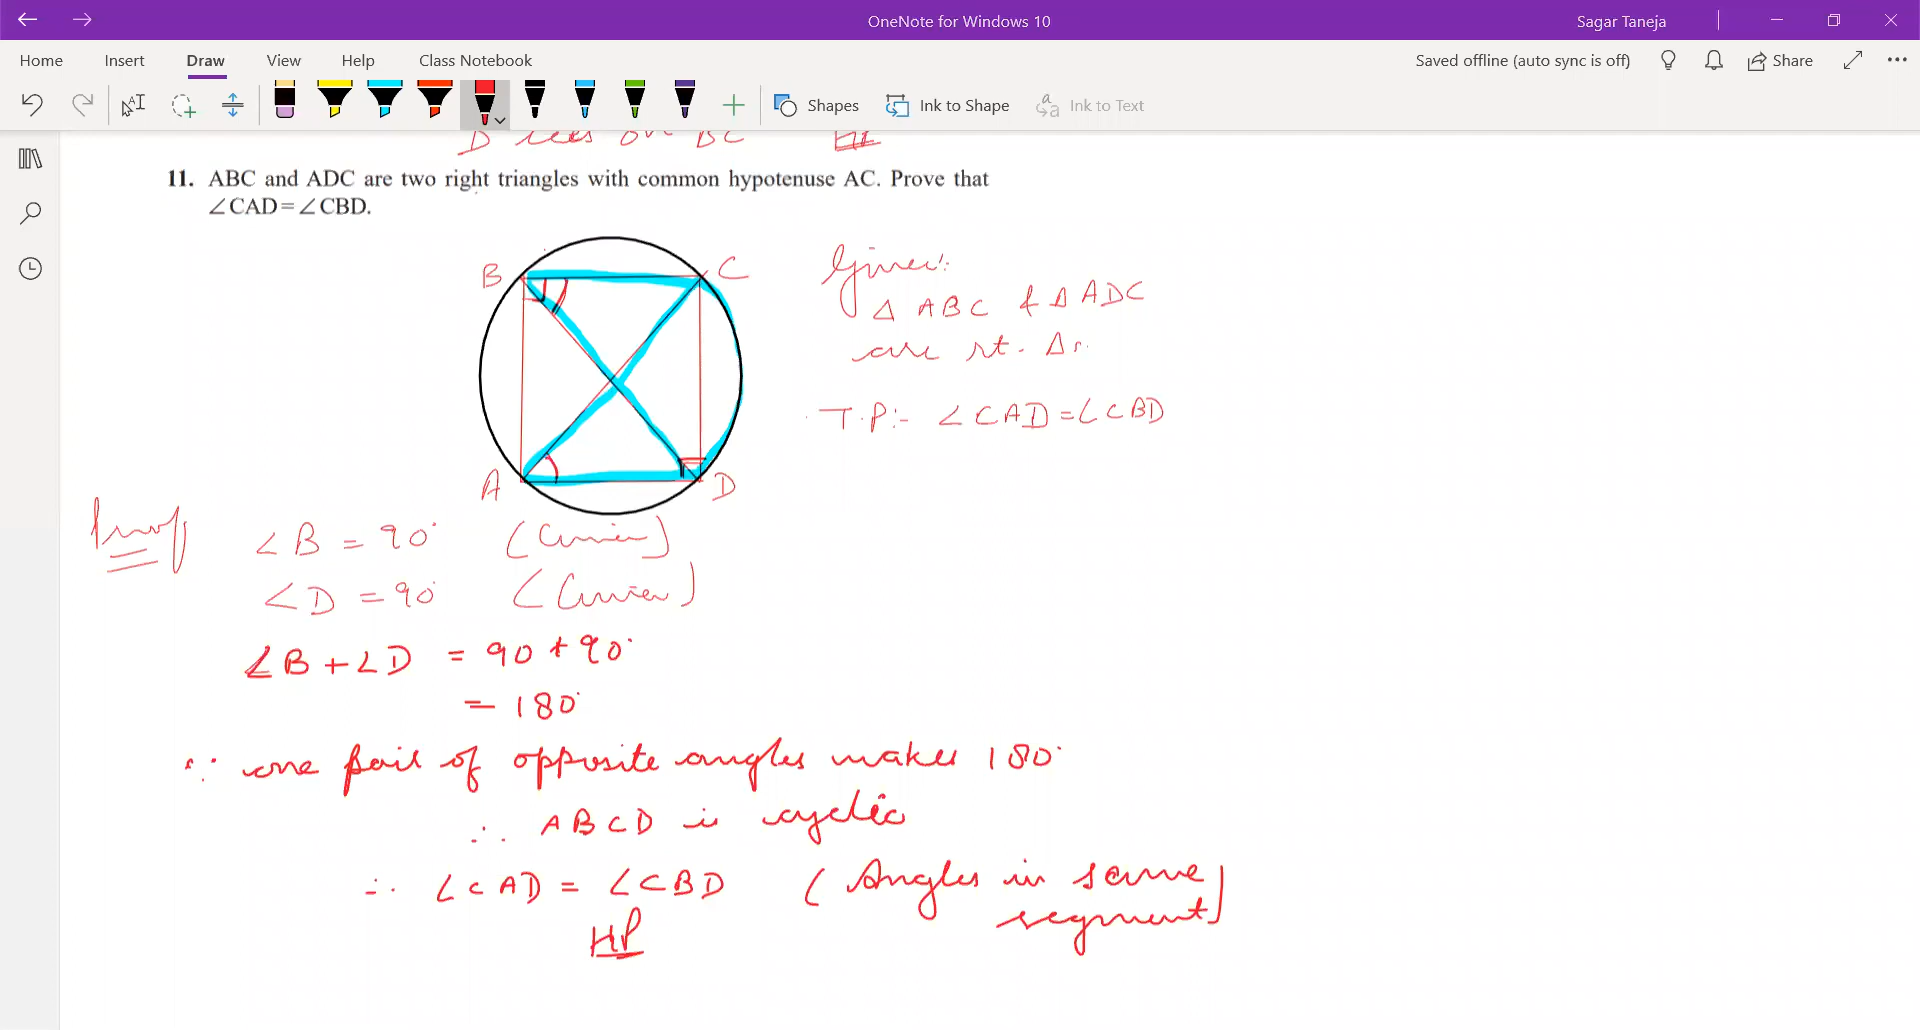 OneNote for Windows 10
Sagar Taneja
Home Insert Draw View Help Class Notebook
Saved offline (auto sync is off) Share
Shapes Ink to Shape Ink to Text
D lies on BC HP
11. ABC and ADC are two right triangles with common hypotenuse AC. Prove that
∠CAD=∠CBD.
B C
A D
Given:
Δ ABC & Δ ADC
are rt. Δs.
T.P:- ∠CAD=∠CBD
Proof
∠B = 90° (Given)
∠D = 90° (Given)
∠B+∠D = 90+90°
= 180°
∵ one pair of opposite angles makes 180°
∴ ABCD is cyclic
∴ ∠CAD = ∠CBD (Angles in same
segment)
HP